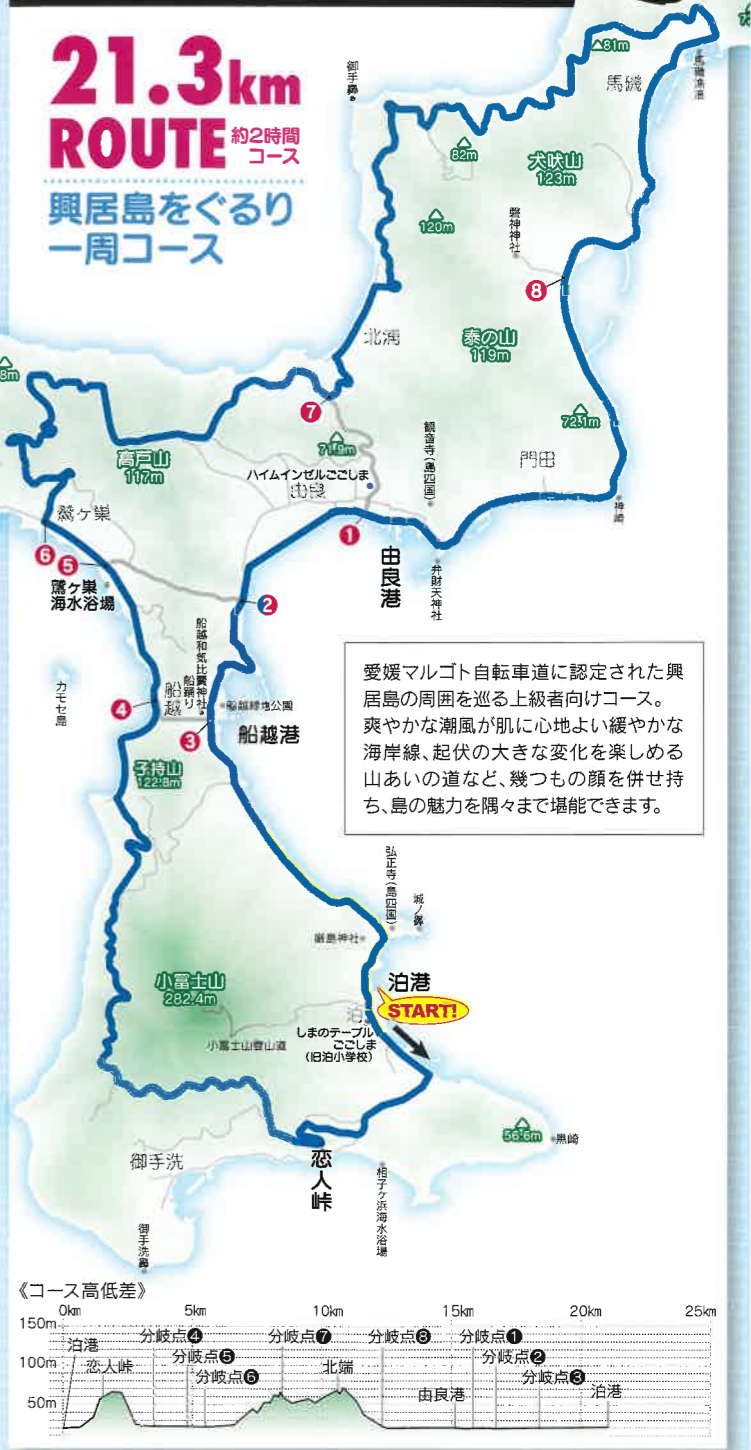 21.3km
ROUTE
約2時間
コース
興居島をぐるり
一周コース
御手鼻
81m
馬磯
馬磯漁港
82m
犬吠山
123m
120m
磐神神社
8
北浦
泰の山
119m
8m
7
72.1m
高戸山
117m
71.9m
観音寺(島四国)
門田
ハイムインゼルごごしま
由良
鷲ヶ巣
1
神崎
6
5
由良港
弁財天神社
鷲ヶ巣
海水浴場
2
カモセ島
船越和気比賣神社
船踊り
船越
船越緑地公園
4
3
船越港
愛媛マルゴト自転車道に認定された興
居島の周囲を巡る上級者向けコース。
爽やかな潮風が肌に心地よい緩やかな
海岸線、起伏の大きな変化を楽しめる
山あいの道など、幾つもの顔を併せ持
ち、島の魅力を隅々まで堪能できます。
子持山
122.8m
弘正寺(島四国)
城ノ鼻
厳島神社
小富士山
282.4m
泊港
START!
泊
しまのテーブル
ごごしま
(旧泊小学校)
小富士山登山道
56.6m
黒崎
恋人峠
御手洗
相子ヶ浜海水浴場
御手洗鼻
《コース高低差》
0km 5km 10km 15km 20km 25km
150m
100m
50m
泊港
恋人峠
分岐点4
分岐点5
分岐点6
分岐点7
北端
分岐点8
由良港
分岐点1
分岐点2
分岐点3
泊港